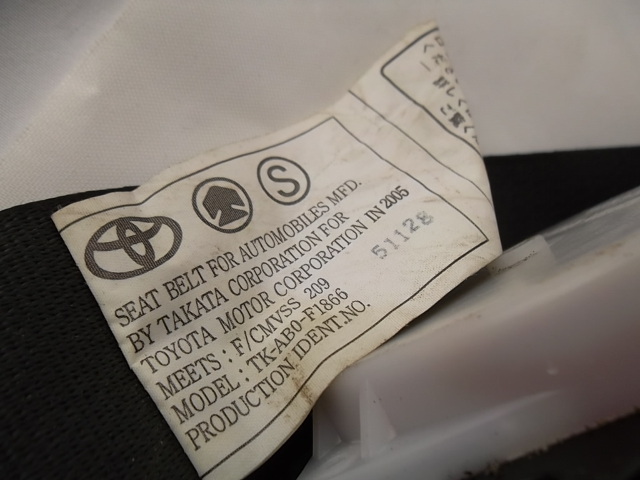 S
SEAT BELT FOR AUTOMOBILES MFD.
BY TAKATA CORPORATION FOR
TOYOTA MOTOR CORPORATION IN 2005
51128
MEETS : F/CMVSS 209
MODEL : TK-AB0-F1866
PRODUCTION IDENT.NO.